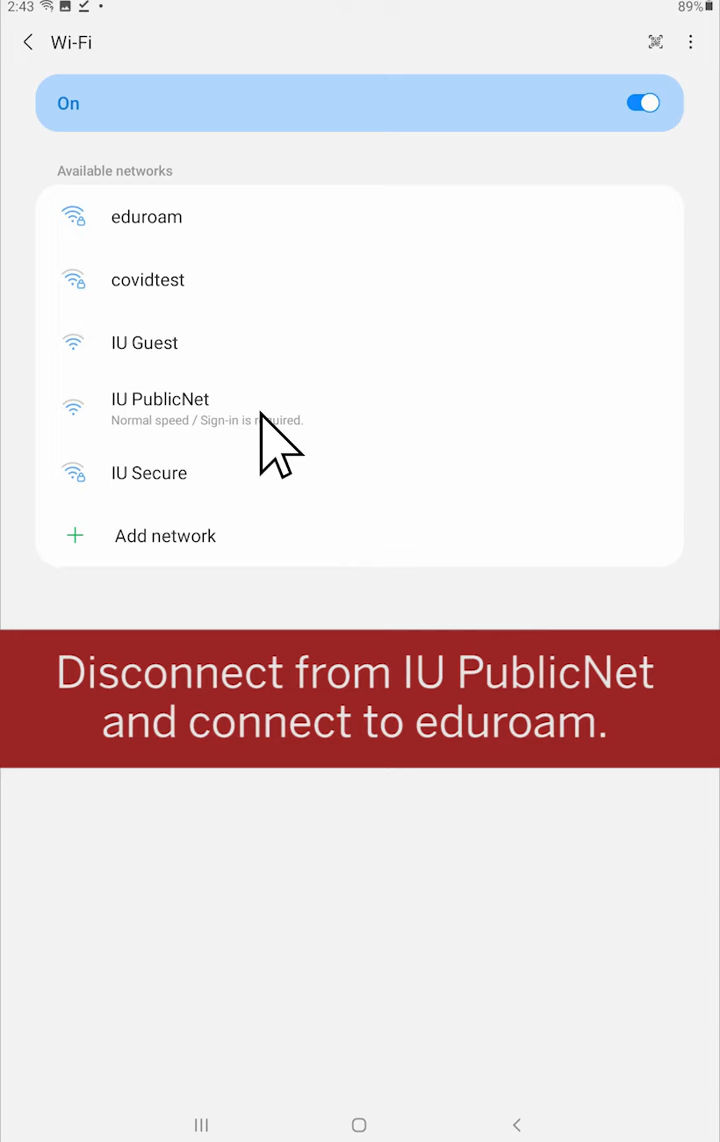 2:43
89%
Wi-Fi
On
Available networks
eduroam
covidtest
IU Guest
IU PublicNet
Normal speed / Sign-in is required.
IU Secure
Add network
Disconnect from IU PublicNet
and connect to eduroam.